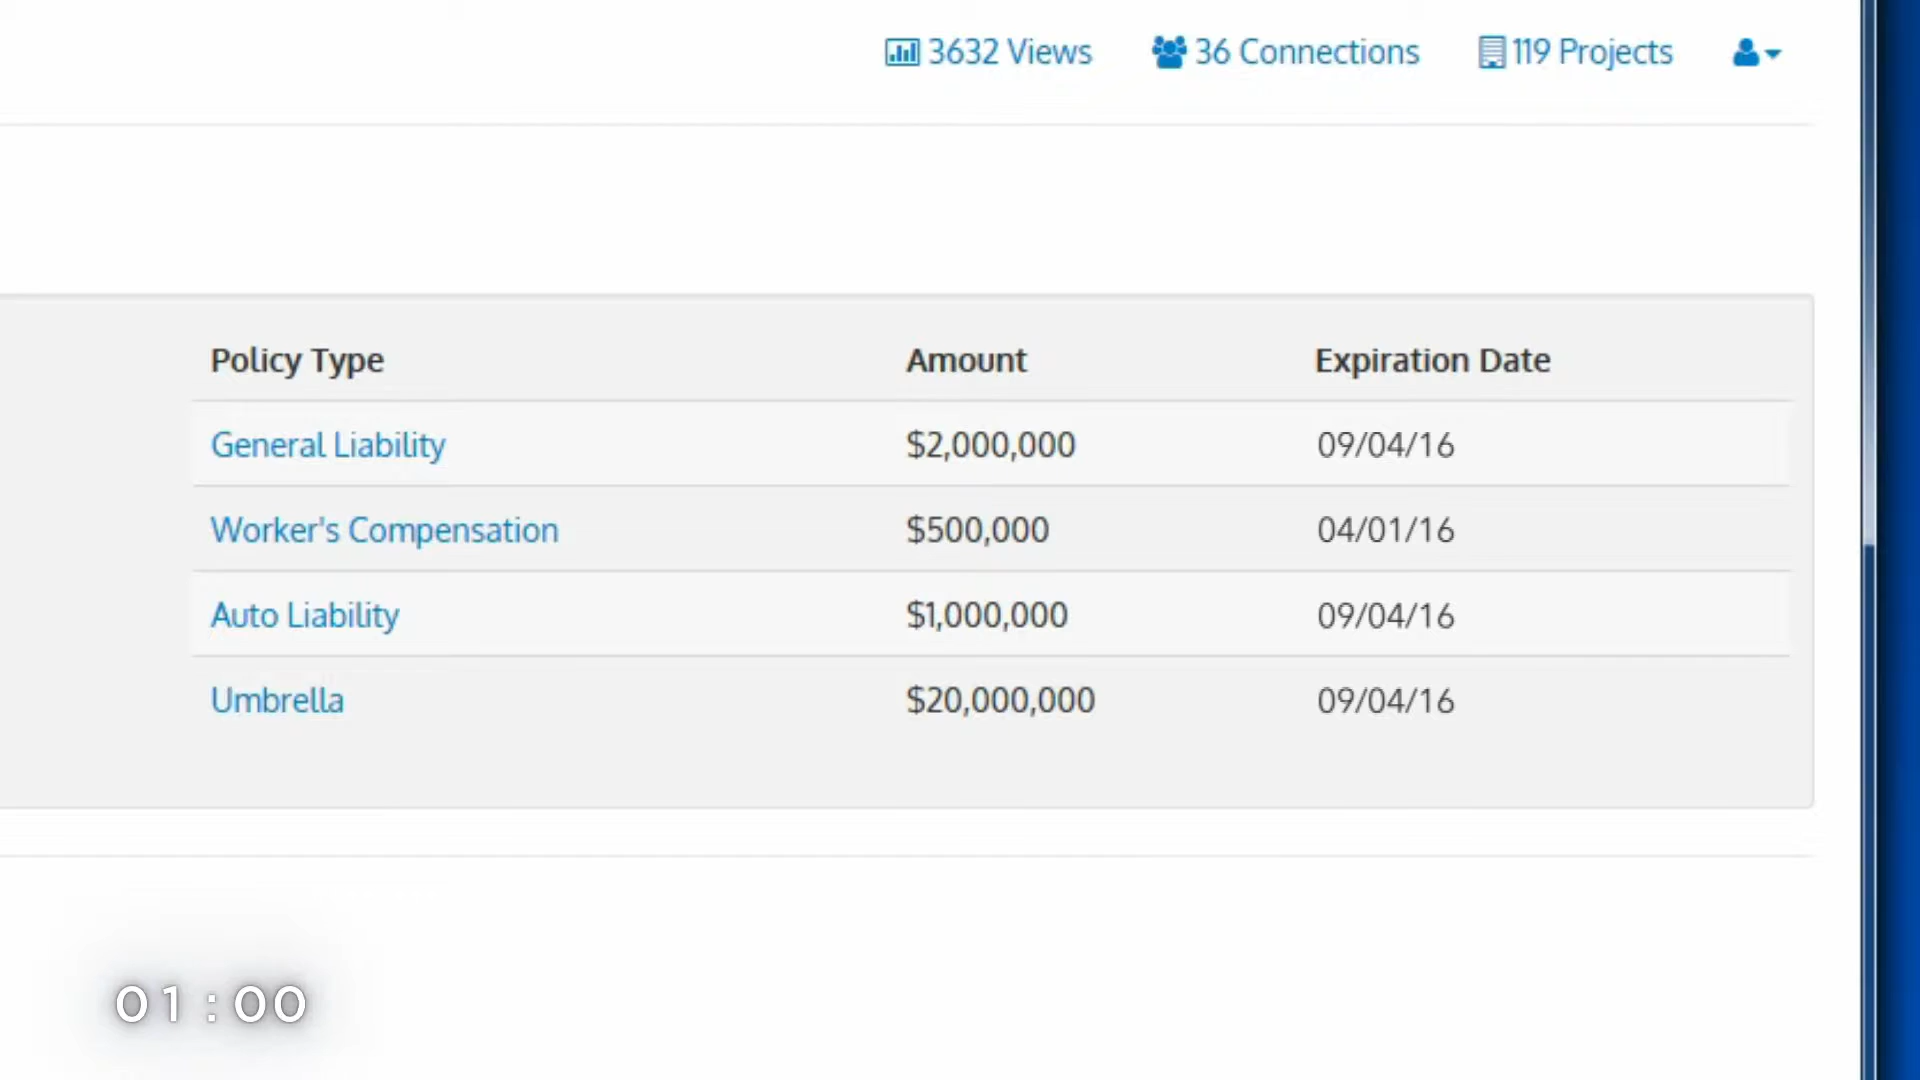 3632 Views 36 Connections 119 Projects
Policy Type Amount Expiration Date
General Liability $2,000,000 09/04/16
Worker's Compensation $500,000 04/01/16
Auto Liability $1,000,000 09/04/16
Umbrella $20,000,000 09/04/16
01:00